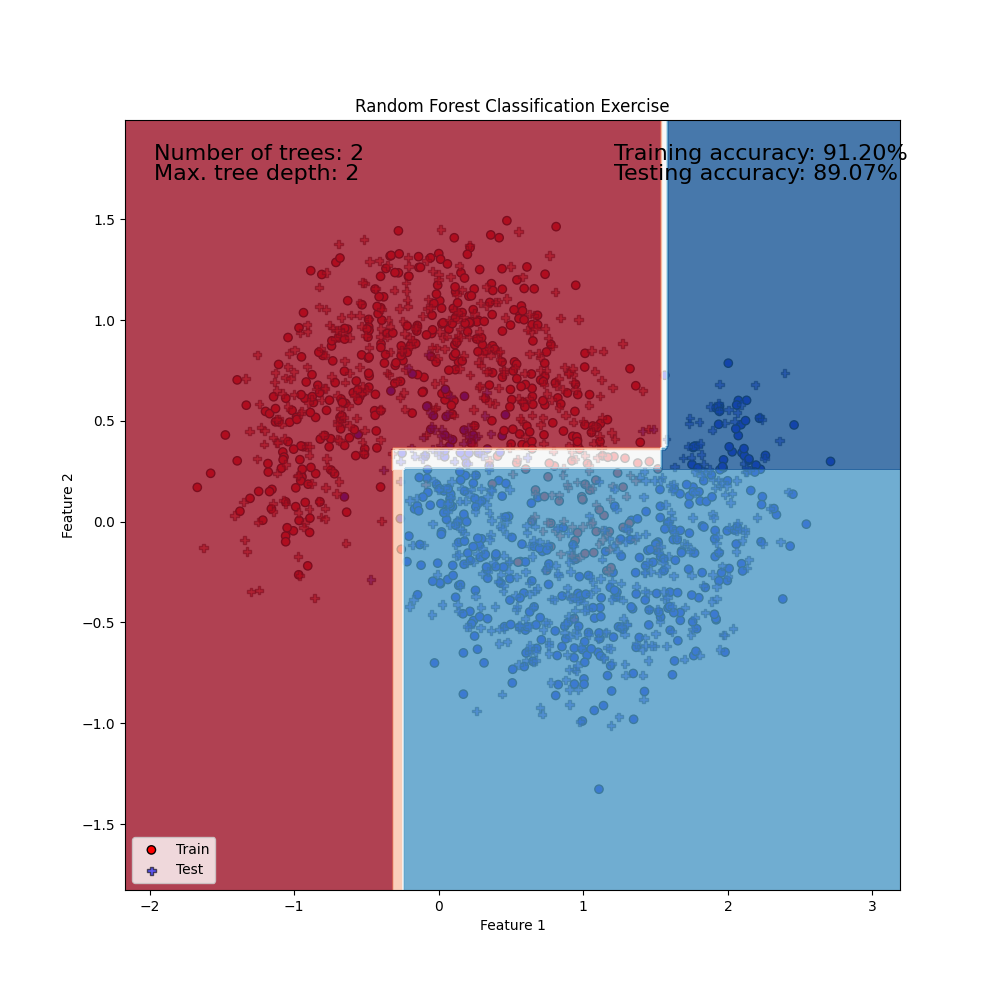 Random Forest Classification Exercise
Number of trees: 2
Max. tree depth: 2
Training accuracy: 91.20%
Testing accuracy: 89.07%
1.5
1.0
0.5
0.0
−0.5
−1.0
−1.5
Feature 2
Train
Test
−2
−1
0
1
2
3
Feature 1